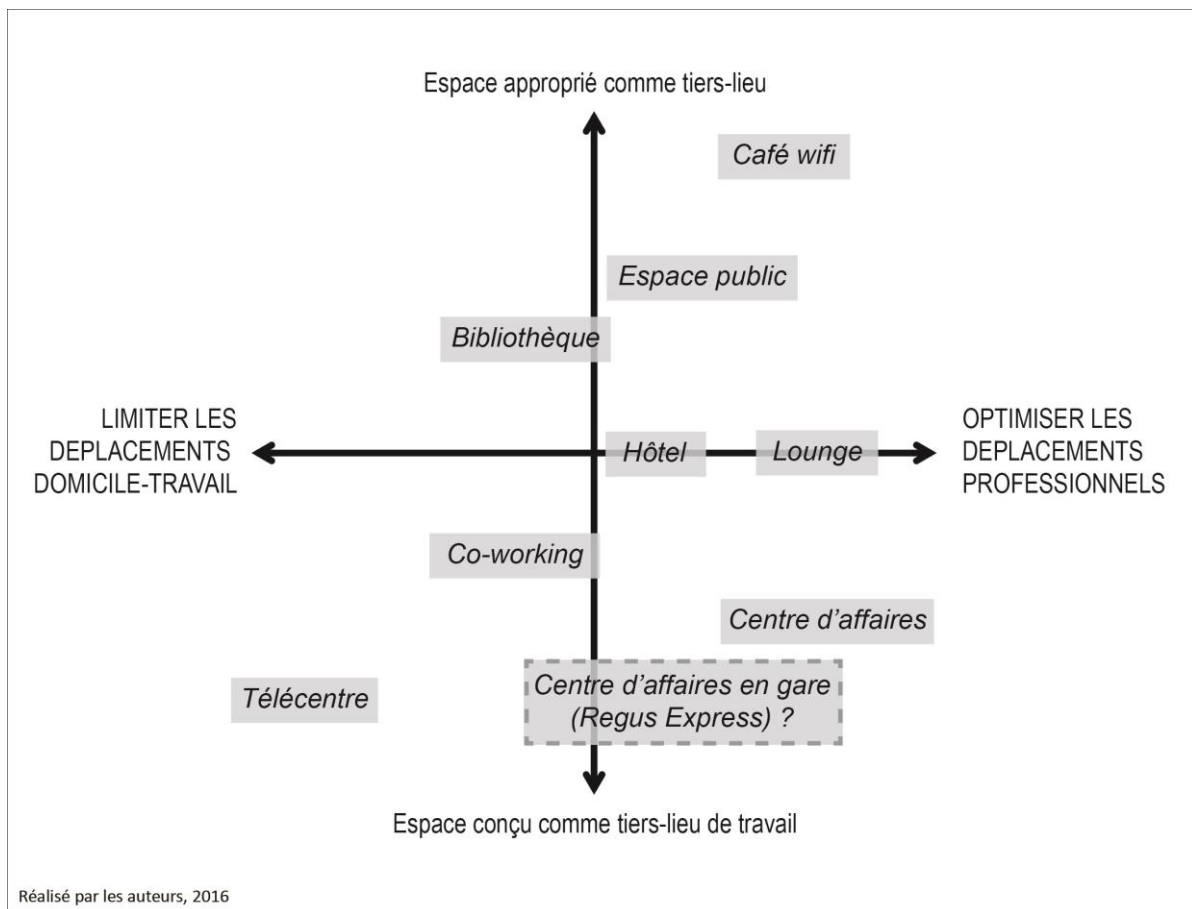 Espace approprié comme tiers-lieu
Café wifi
Espace public
Bibliothèque
LIMITER LES
DEPLACEMENTS
DOMICILE-TRAVAIL
Hôtel
Lounge
OPTIMISER LES
DEPLACEMENTS
PROFESSIONNELS
Co-working
Centre d'affaires
Télécentre
Centre d'affaires en gare
(Regus Express) ?
Espace conçu comme tiers-lieu de travail
Réalisé par les auteurs, 2016